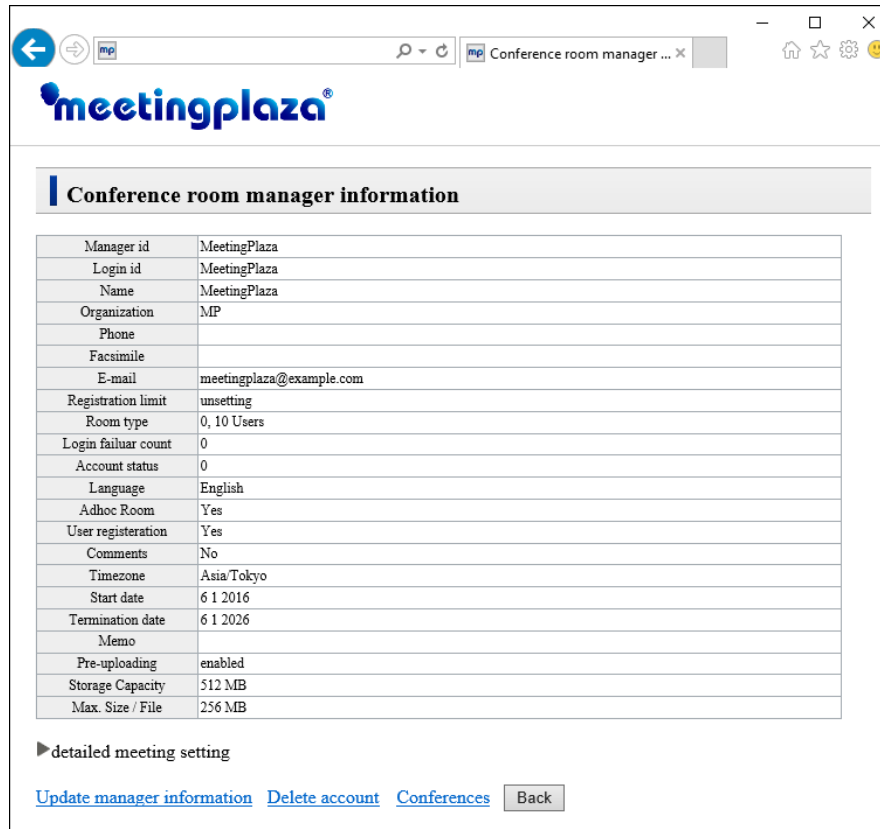 mp
mp Conference room manager ... ×
meetingplaza®
Conference room manager information
Manager id MeetingPlaza
Login id MeetingPlaza
Name MeetingPlaza
Organization MP
Phone
Facsimile
E-mail meetingplaza@example.com
Registration limit unsetting
Room type 0, 10 Users
Login failuar count 0
Account status 0
Language English
Adhoc Room Yes
User registeration Yes
Comments No
Timezone Asia/Tokyo
Start date 6 1 2016
Termination date 6 1 2026
Memo
Pre-uploading enabled
Storage Capacity 512 MB
Max. Size / File 256 MB
detailed meeting setting
Update manager information Delete account Conferences Back